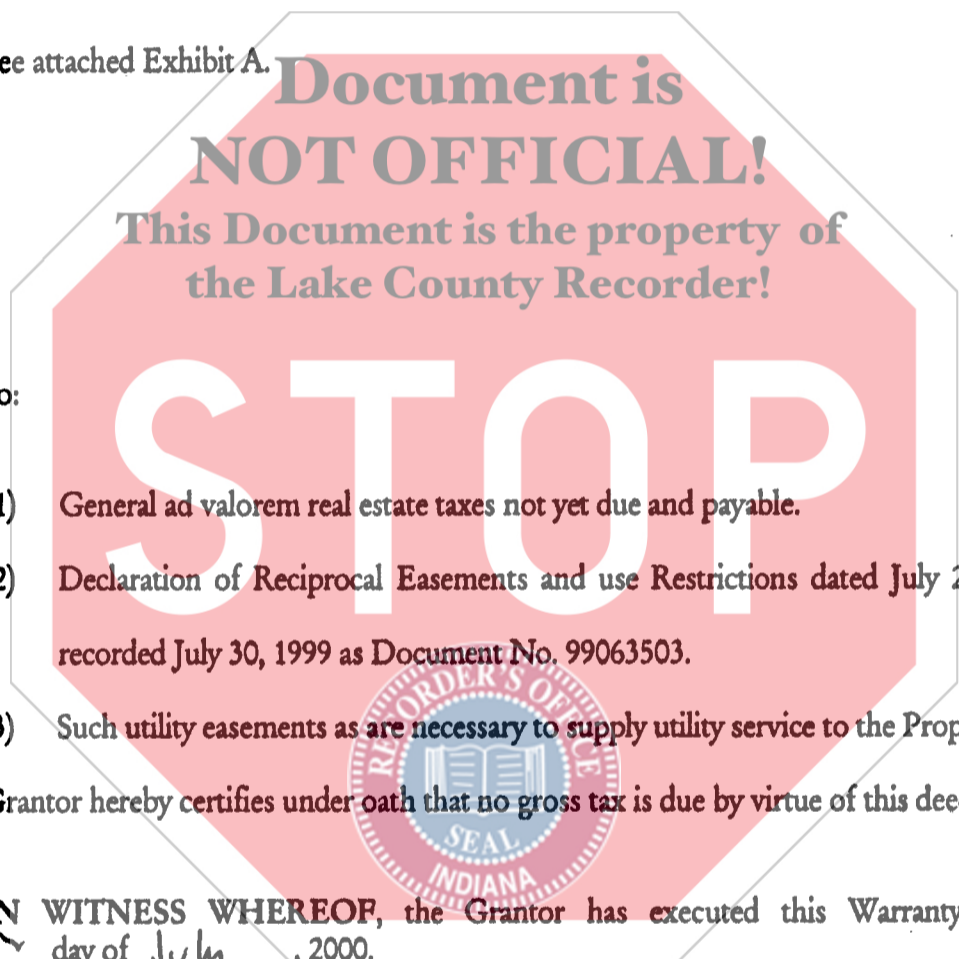 ee attached Exhibit A.
Document is
NOT OFFICIAL!
This Document is the property of
the Lake County Recorder!
o:
STOP
1) General ad valorem real estate taxes not yet due and payable.
2) Declaration of Reciprocal Easements and use Restrictions dated July 2
recorded July 30, 1999 as Document No. 99063503.
3) Such utility easements as are necessary to supply utility service to the Prop
Grantor hereby certifies under oath that no gross tax is due by virtue of this dee
RECORDER'S OFFICE
SEAL
INDIANA
N WITNESS WHEREOF, the Grantor has executed this Warranty
day of July , 2000.